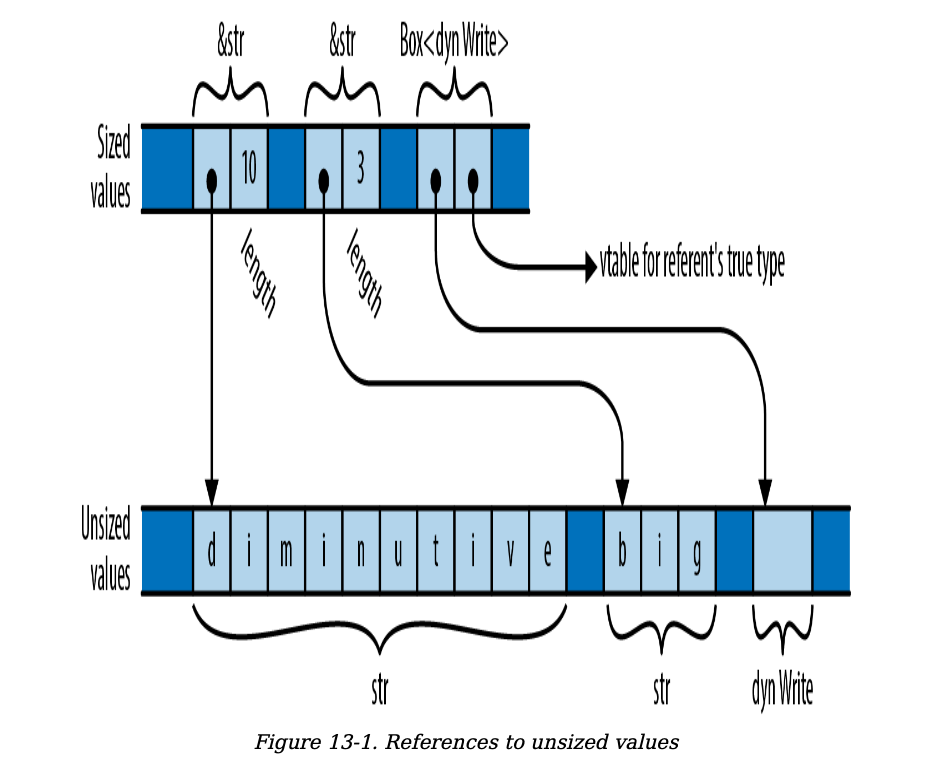 &str &str Box<dyn Write>
Sized
values
10 3
length length
vtable for referent's true type
Unsized
values
d i m i n u t i v e b i g
str str dyn Write
Figure 13-1. References to unsized values